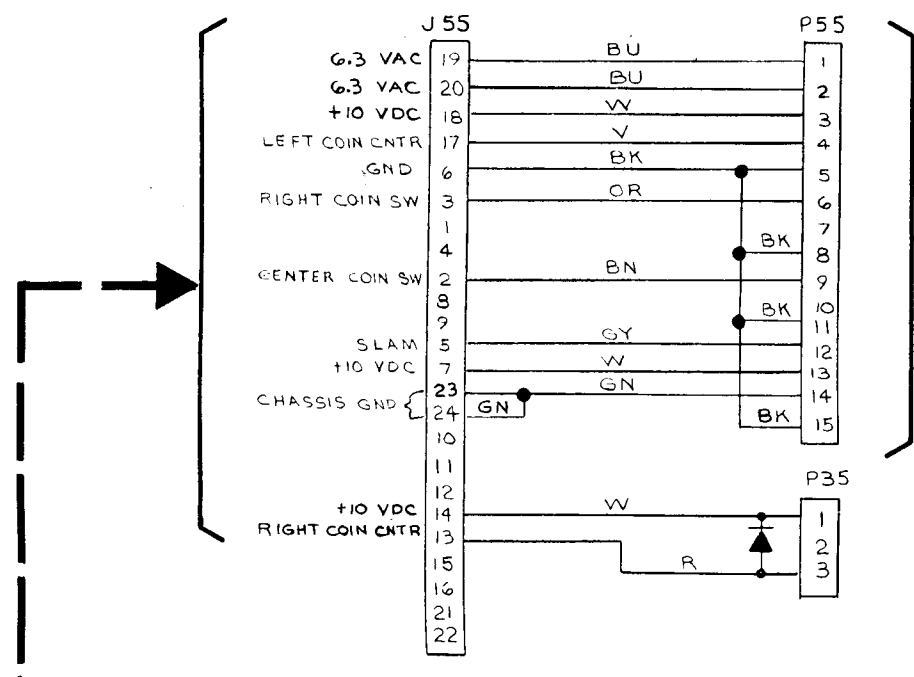 J 55 P55
6.3 VAC 19 BU 1
6.3 VAC 20 BU 2
+10 VDC 18 W 3
LEFT COIN CNTR 17 V 4
GND 6 BK 5
RIGHT COIN SW 3 OR 6
1 7
4 BK 8
CENTER COIN SW 2 BN 9
8 10
9 BK 11
SLAM 5 GY 12
+10 VDC 7 W 13
23 GN 14
CHASSIS GND { 24 GN BK 15
10
11
12
P35
+10 VDC 14 W 1
RIGHT COIN CNTR 13 2
15 R 3
16
21
22